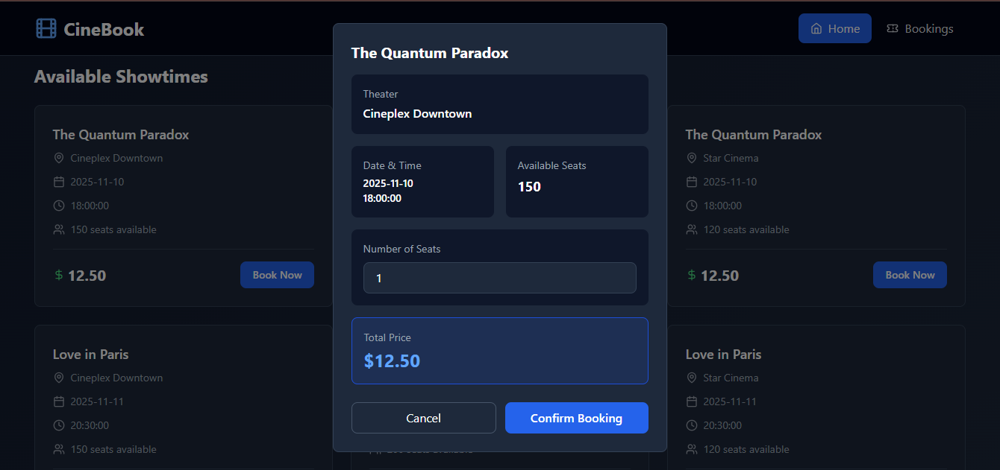 CineBook
Home
Bookings
Available Showtimes
The Quantum Paradox
Cineplex Downtown
2025-11-10
18:00:00
150 seats available
$ 12.50
Book Now
Love in Paris
Cineplex Downtown
2025-11-11
20:30:00
150 seats available
The Quantum Paradox
Theater
Cineplex Downtown
Date & Time
2025-11-10
18:00:00
Available Seats
150
Number of Seats
1
Total Price
$12.50
Cancel
Confirm Booking
The Quantum Paradox
Star Cinema
2025-11-10
18:00:00
120 seats available
$ 12.50
Book Now
Love in Paris
Star Cinema
2025-11-11
20:30:00
120 seats available